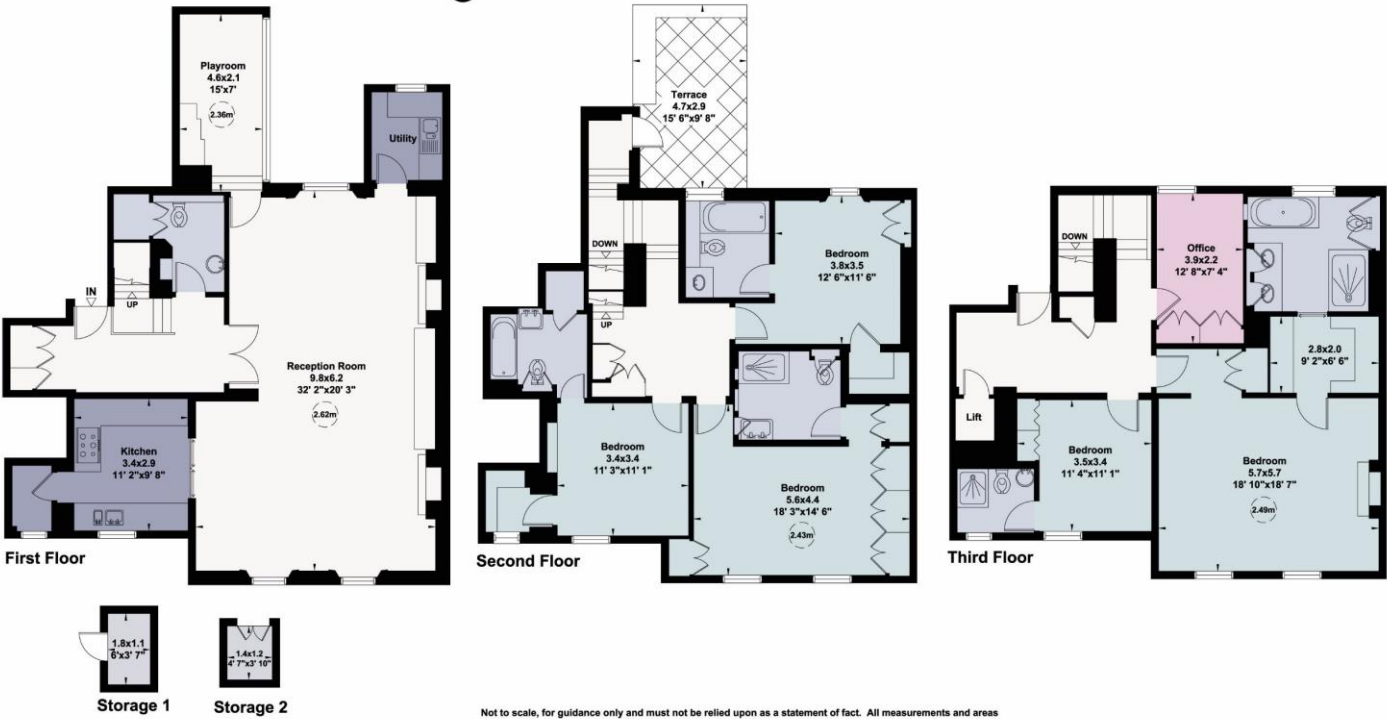 Playroom
4.6x2.1
15'x7'
2.36m
Utility
IN
UP
Reception Room
9.8x6.2
32' 2"x20' 3"
2.62m
Kitchen
3.4x2.9
11' 2"x9' 8"
First Floor
Terrace
4.7x2.9
15' 6"x9' 8"
DOWN
UP
Bedroom
3.8x3.5
12' 6"x11' 6"
Bedroom
3.4x3.4
11' 3"x11' 1"
Bedroom
5.6x4.4
18' 3"x14' 6"
2.43m
Second Floor
DOWN
Office
3.9x2.2
12' 8"x7' 4"
2.8x2.0
9' 2"x6' 6"
Lift
Bedroom
3.5x3.4
11' 4"x11' 1"
Bedroom
5.7x5.7
18' 10"x18' 7"
2.49m
Third Floor
1.8x1.1
6'x3' 7"
Storage 1
1.4x1.2
4' 7"x3' 10"
Storage 2
Not to scale, for guidance only and must not be relied upon as a statement of fact. All measurements and areas